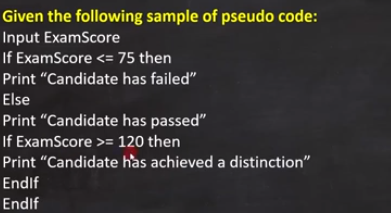 Given the following sample of pseudo code:
Input ExamScore
If ExamScore <= 75 then
Print “Candidate has failed”
Else
Print “Candidate has passed”
If ExamScore >= 120 then
Print “Candidate has achieved a distinction”
EndIf
EndIf